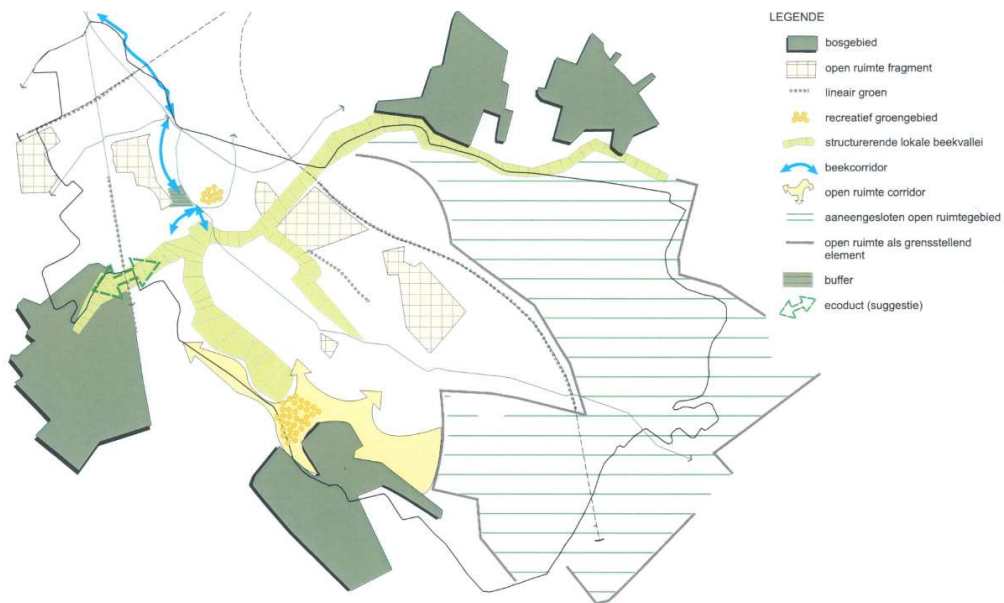 LEGENDE
bosgebied
open ruimte fragment
lineair groen
recreatief groengebied
structurerende lokale beekvallei
beekcorridor
open ruimte corridor
aaneengesloten open ruimtegebied
open ruimte als grensstellend
element
buffer
ecoduct (suggestie)